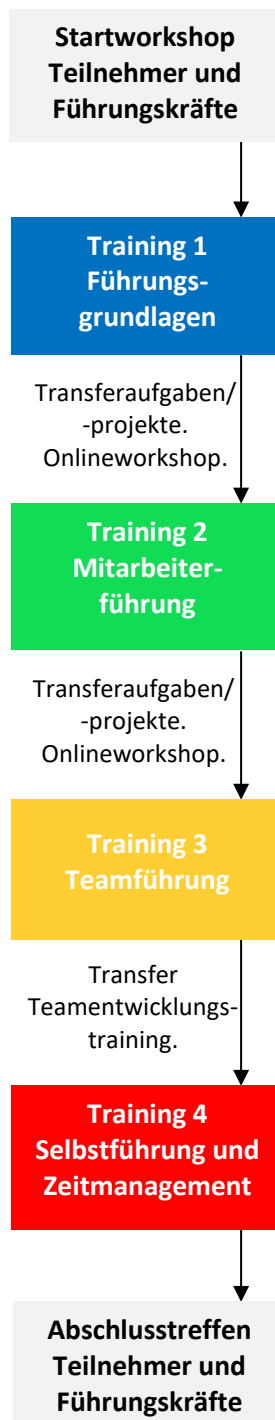 Startworkshop
Teilnehmer und
Führungskräfte
Training 1
Führungs-
grundlagen
Transferaufgaben/
-projekte.
Onlineworkshop.
Training 2
Mitarbeiter-
führung
Transferaufgaben/
-projekte.
Onlineworkshop.
Training 3
Teamführung
Transfer
Teamentwicklungs-
training.
Training 4
Selbstführung und
Zeitmanagement
Abschlusstreffen
Teilnehmer und
Führungskräfte